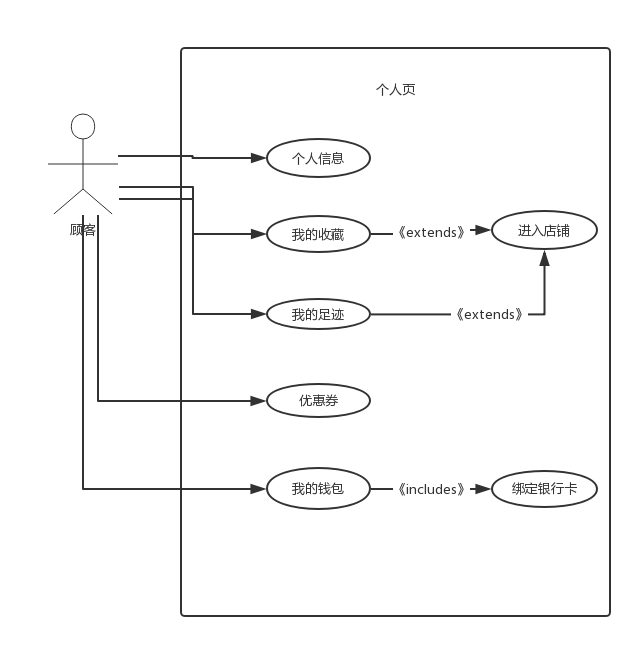 个人页
个人信息
顾客
我的收藏
《extends》
进入店铺
我的足迹
《extends》
优惠券
我的钱包
《includes》
绑定银行卡